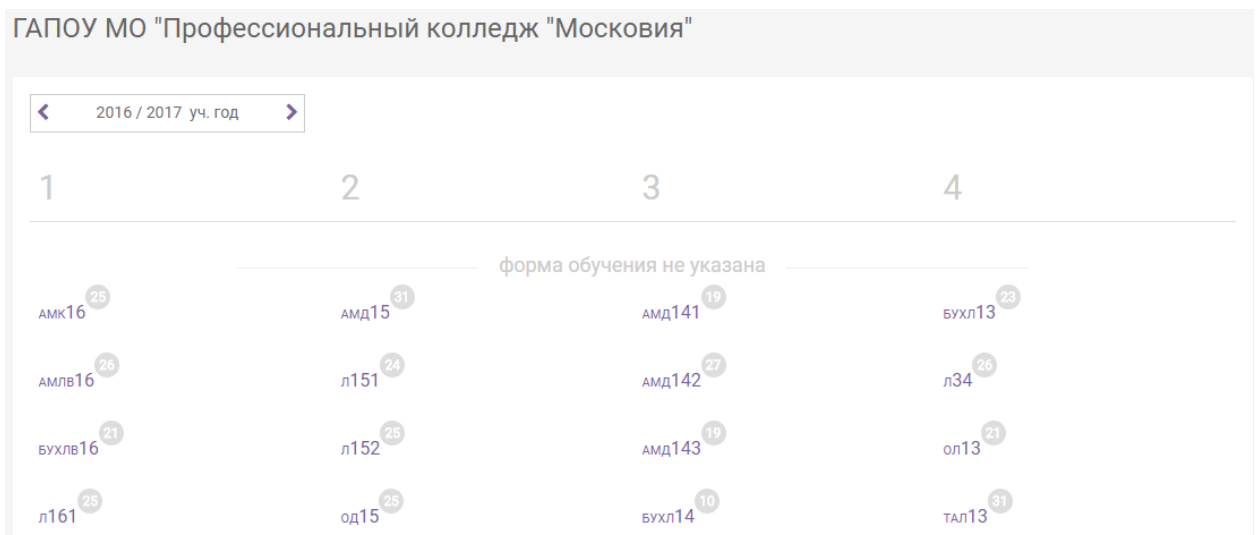 ГАПОУ МО "Профессиональный колледж "Московия"
2016 / 2017 уч. год
1 2 3 4
форма обучения не указана
АМК16 25 АМД15 31 АМД141 19 БУХЛ13 23
АМЛВ16 26 Л151 24 АМД142 27 Л34 26
БУХЛВ16 21 Л152 25 АМД143 19 ОЛ13 21
Л161 25 ОД15 25 БУХЛ14 10 ТАЛ13 31